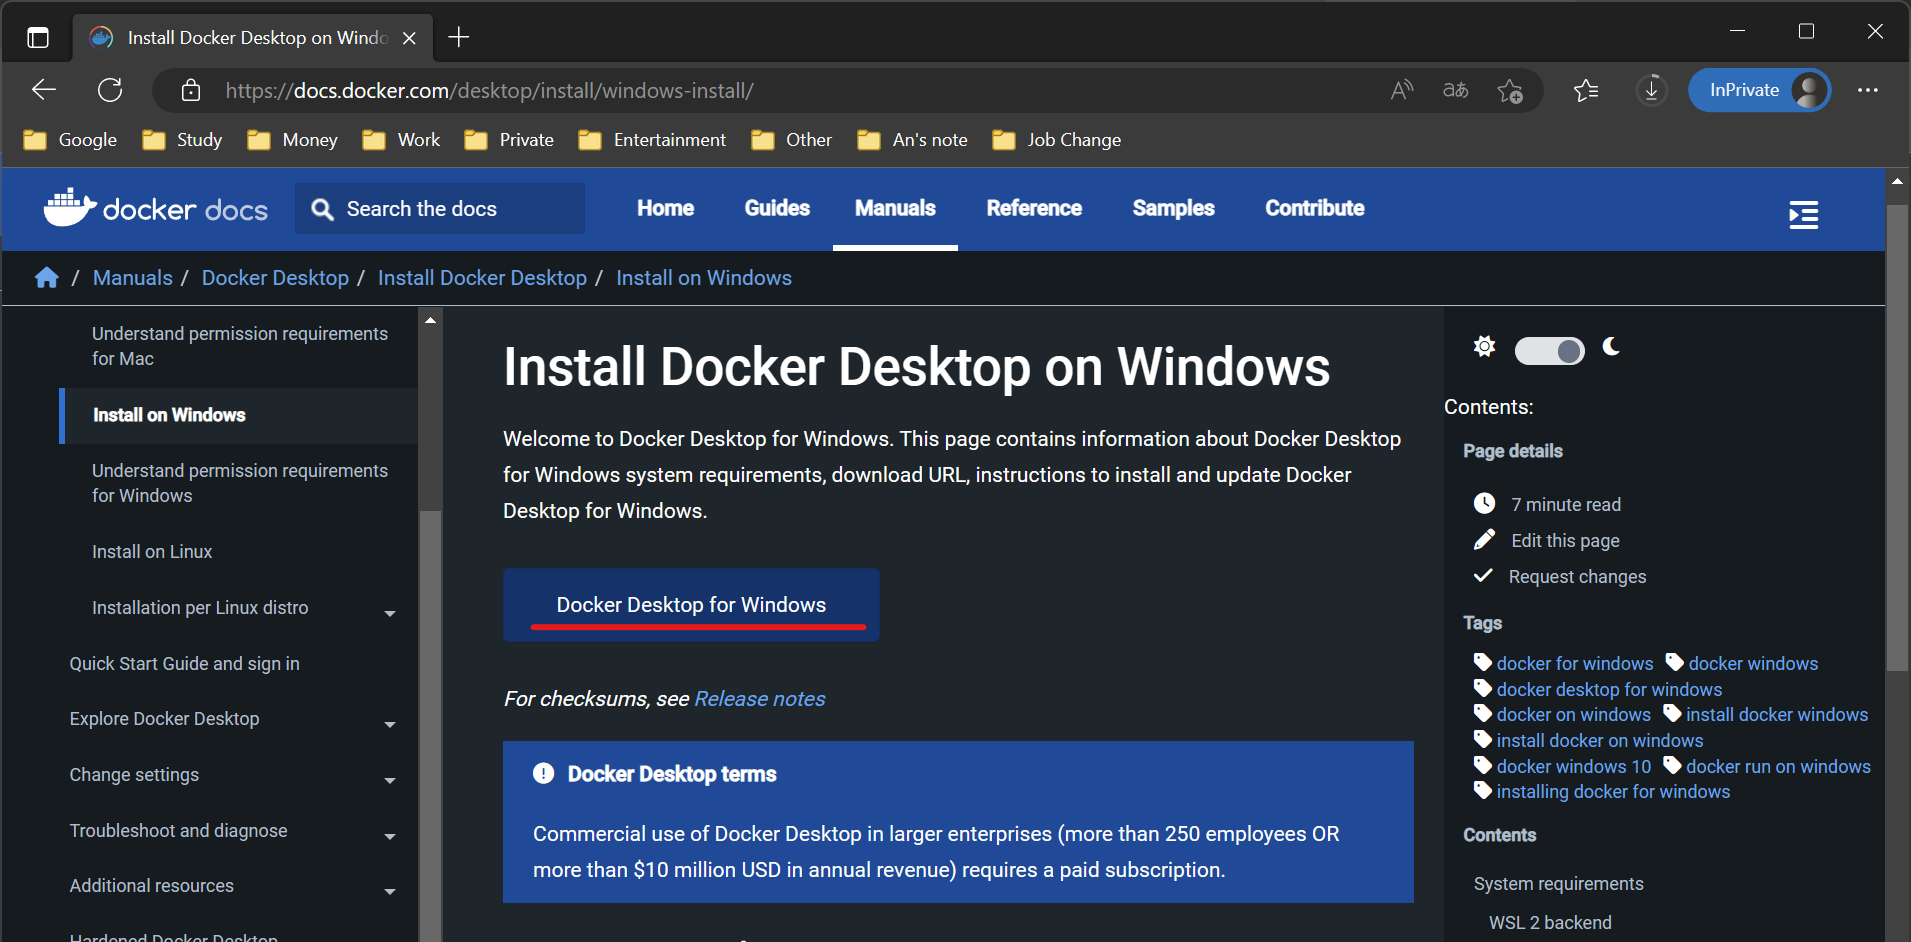 Install Docker Desktop on Windo
https://docs.docker.com/desktop/install/windows-install/
InPrivate
Google Study Money Work Private Entertainment Other An's note Job Change
docker docs
Search the docs
Home Guides Manuals Reference Samples Contribute
/ Manuals / Docker Desktop / Install Docker Desktop / Install on Windows
Understand permission requirements
for Mac
Install on Windows
Understand permission requirements
for Windows
Install on Linux
Installation per Linux distro
Quick Start Guide and sign in
Explore Docker Desktop
Change settings
Troubleshoot and diagnose
Additional resources
Hardened Docker Desktop
Install Docker Desktop on Windows
Welcome to Docker Desktop for Windows. This page contains information about Docker Desktop
for Windows system requirements, download URL, instructions to install and update Docker
Desktop for Windows.
Docker Desktop for Windows
For checksums, see Release notes
Docker Desktop terms
Commercial use of Docker Desktop in larger enterprises (more than 250 employees OR
more than $10 million USD in annual revenue) requires a paid subscription.
Contents:
Page details
7 minute read
Edit this page
Request changes
Tags
docker for windows docker windows
docker desktop for windows
docker on windows install docker windows
install docker on windows
docker windows 10 docker run on windows
installing docker for windows
Contents
System requirements
WSL 2 backend